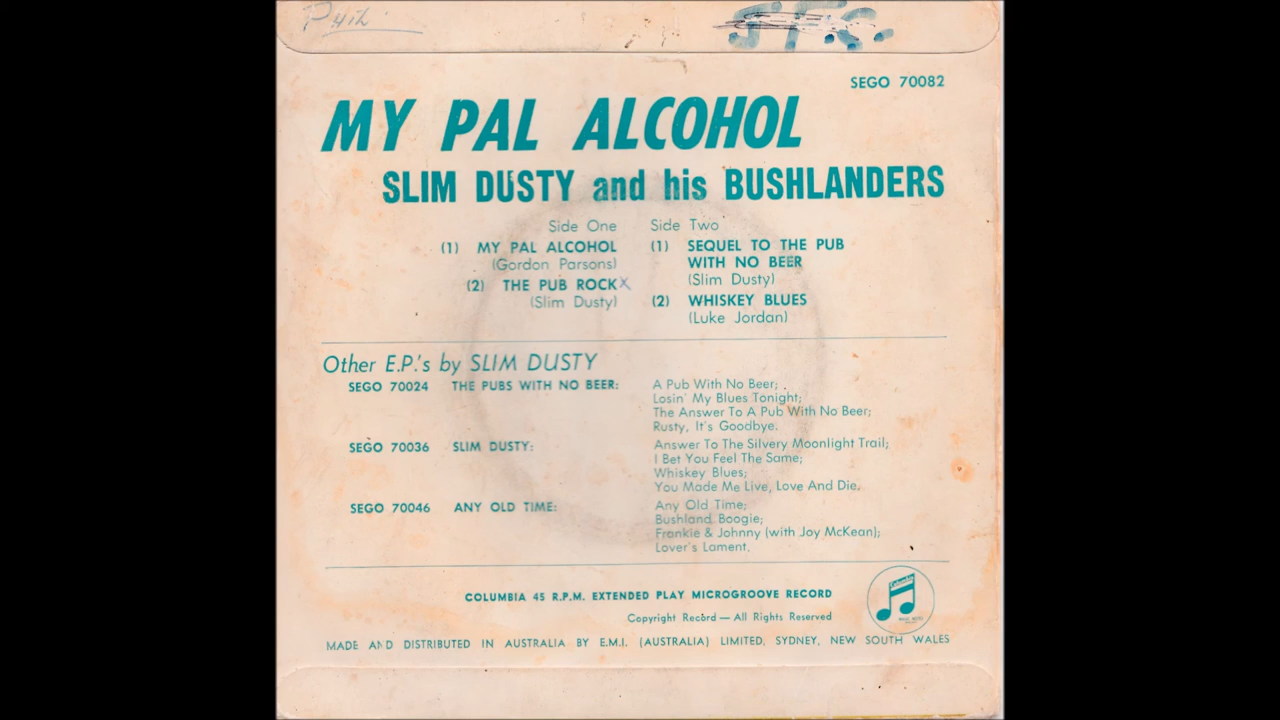 Phil
S.F.C.
SEGO 70082
MY PAL ALCOHOL
SLIM DUSTY and his BUSHLANDERS
Side One
(1) MY PAL ALCOHOL
(Gordon Parsons)
(2) THE PUB ROCK x
(Slim Dusty)
Side Two
(1) SEQUEL TO THE PUB
WITH NO BEER
(Slim Dusty)
(2) WHISKEY BLUES
(Luke Jordan)
Other E.P.'s by SLIM DUSTY
SEGO 70024 THE PUBS WITH NO BEER: A Pub With No Beer;
Losin' My Blues Tonight;
The Answer To A Pub With No Beer;
Rusty, It's Goodbye.
SEGO 70036 SLIM DUSTY: Answer To The Silvery Moonlight Trail;
I Bet You Feel The Same;
Whiskey Blues;
You Made Me Live, Love And Die.
SEGO 70046 ANY OLD TIME: Any Old Time;
Bushland Boogie;
Frankie & Johnny (with Joy McKean);
Lover's Lament.
COLUMBIA 45 R.P.M. EXTENDED PLAY MICROGROOVE RECORD
Copyright Record — All Rights Reserved
Columbia
MADE AND DISTRIBUTED IN AUSTRALIA BY E.M.I. (AUSTRALIA) LIMITED, SYDNEY, NEW SOUTH WALES